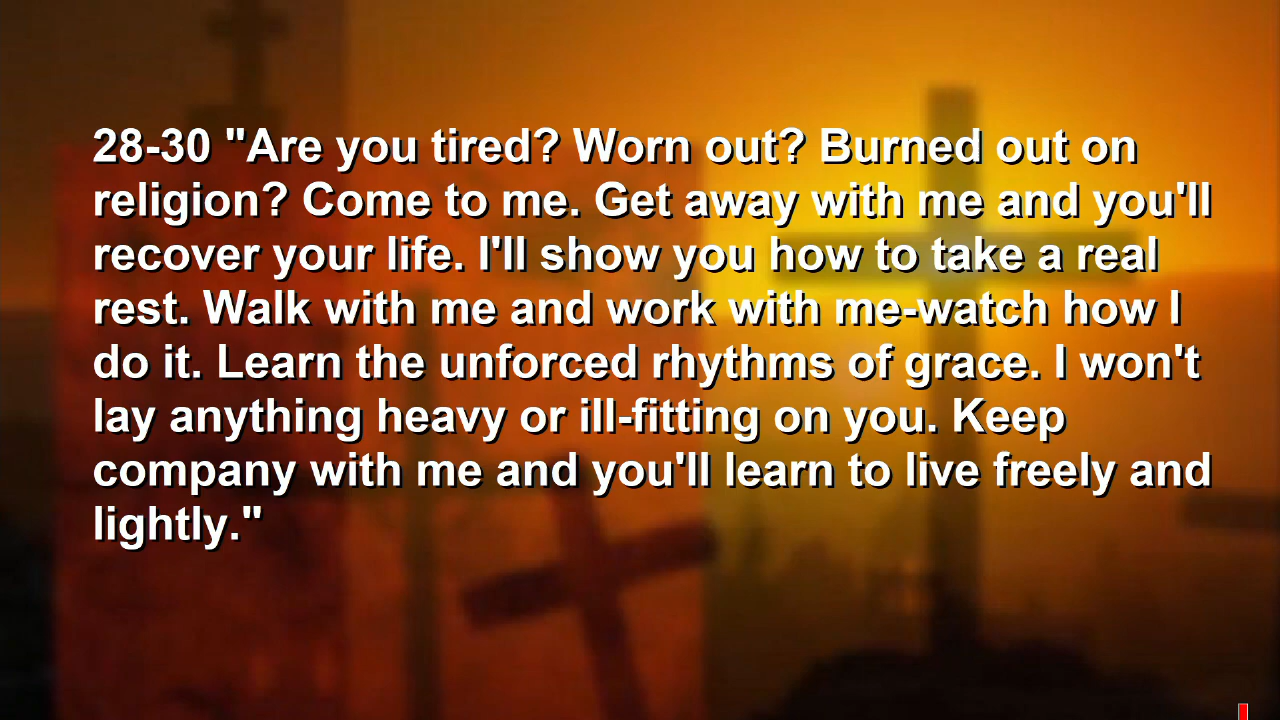 28-30 "Are you tired? Worn out? Burned out on
religion? Come to me. Get away with me and you'll
recover your life. I'll show you how to take a real
rest. Walk with me and work with me-watch how I
do it. Learn the unforced rhythms of grace. I won't
lay anything heavy or ill-fitting on you. Keep
company with me and you'll learn to live freely and
lightly."